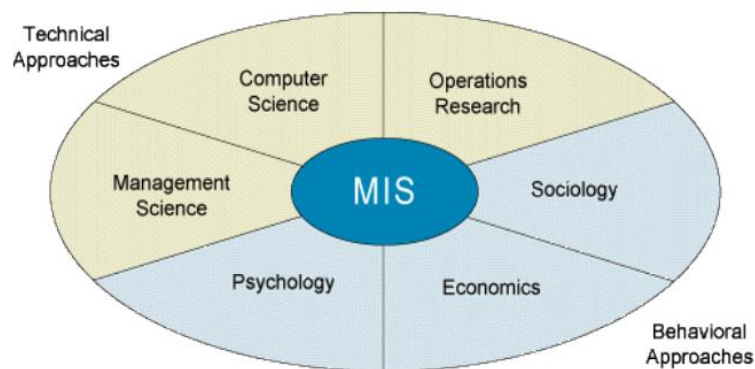 Technical
Approaches
Computer
Science
Operations
Research
Management
Science
MIS
Sociology
Psychology
Economics
Behavioral
Approaches